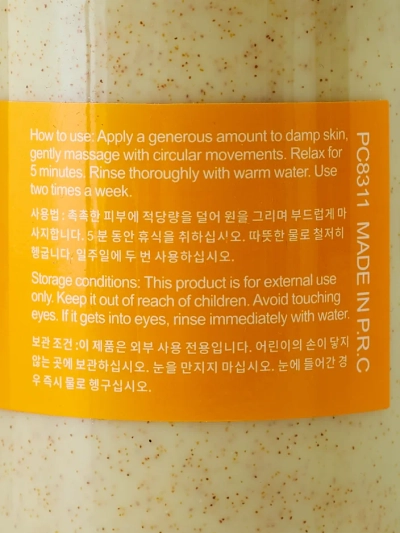 How to use: Apply a generous amount to damp skin,
gently massage with circular movements. Relax for
5 minutes. Rinse thoroughly with warm water. Use
two times a week.
사용법 : 촉촉한 피부에 적당량을 덜어 원을 그리며 부드럽게 마
사지합니다. 5분 동안 휴식을 취하십시오. 따뜻한 물로 철저히
헹굽니다. 일주일에 두 번 사용하십시오.
Storage conditions: This product is for external use
only. Keep it out of reach of children. Avoid touching
eyes. If it gets into eyes, rinse immediately with water.
보관 조건 :이 제품은 외부 사용 전용입니다. 어린이의 손이 닿지
않는 곳에 보관하십시오. 눈을 만지지 마십시오. 눈에 들어간 경
우 즉시 물로 헹구십시오.
PC8311 MADE IN P.R.C